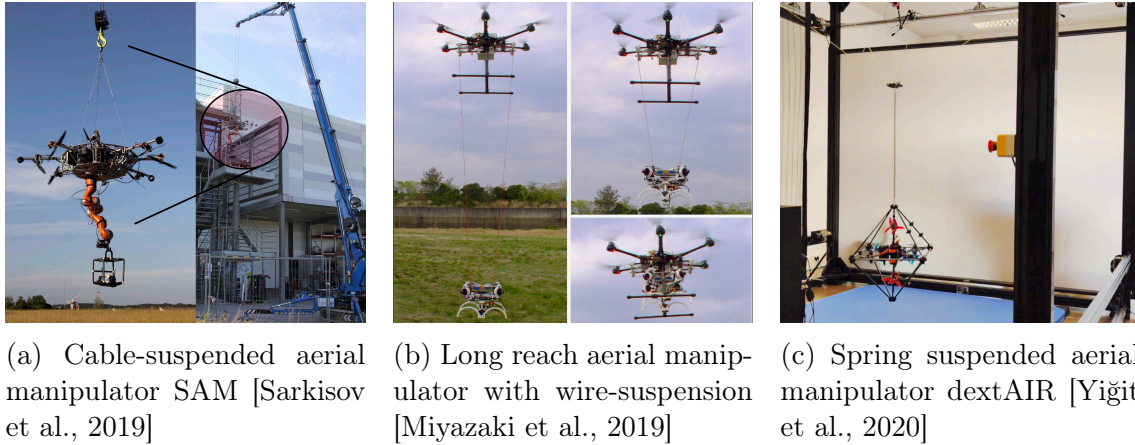 (a) Cable-suspended aerial
manipulator SAM [Sarkisov
et al., 2019]
(b) Long reach aerial manip-
ulator with wire-suspension
[Miyazaki et al., 2019]
(c) Spring suspended aerial
manipulator dextAIR [Yiğit
et al., 2020]